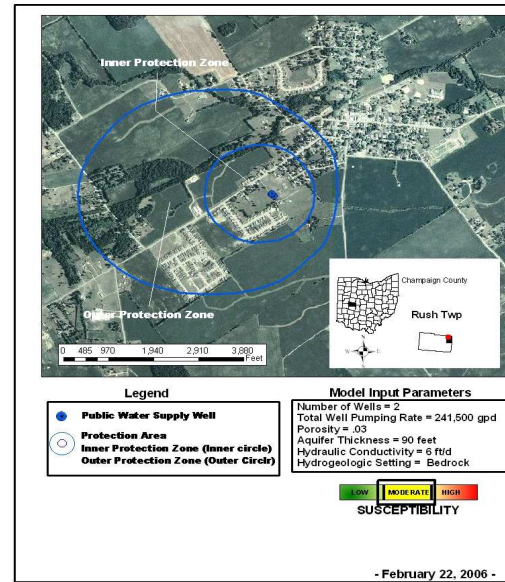 Inner Protection Zone
Outer Protection Zone
Champaign County
Rush Twp
N
W
E
S
0 485 970 1,940 2,910 3,880
Feet
Legend
Public Water Supply Well
Protection Area
Inner Protection Zone (Inner circle)
Outer Protection Zone (Outer Circlr)
Model Input Parameters
Number of Wells = 2
Total Well Pumping Rate = 241,500 gpd
Porosity = .03
Aquifer Thickness = 90 feet
Hydraulic Conductivity = 6 ft/d
Hydrogeologic Setting = Bedrock
LOW MODERATE HIGH
SUSCEPTIBILITY
- February 22, 2006 -